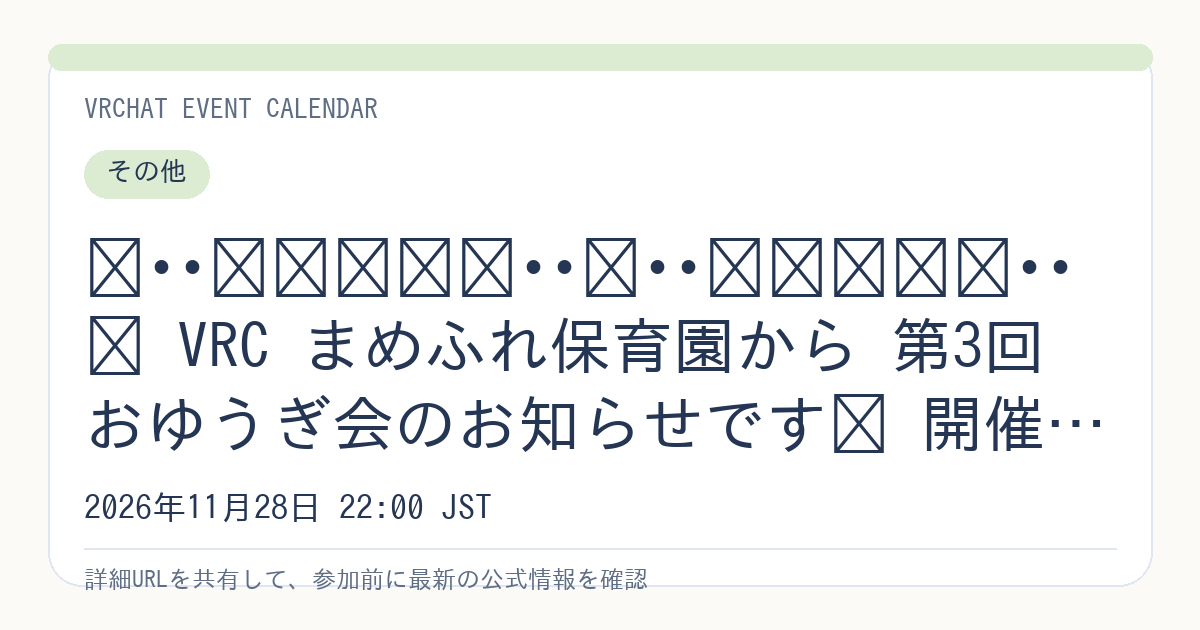 VRCHAT EVENT CALENDAR
その他
･･ ･･ ･･ ･･
VRC まめふれ保育園から 第3回
おゆうぎ会のお知らせです 開催…
2026年11月28日 22:00 JST
詳細URLを共有して、参加前に最新の公式情報を確認